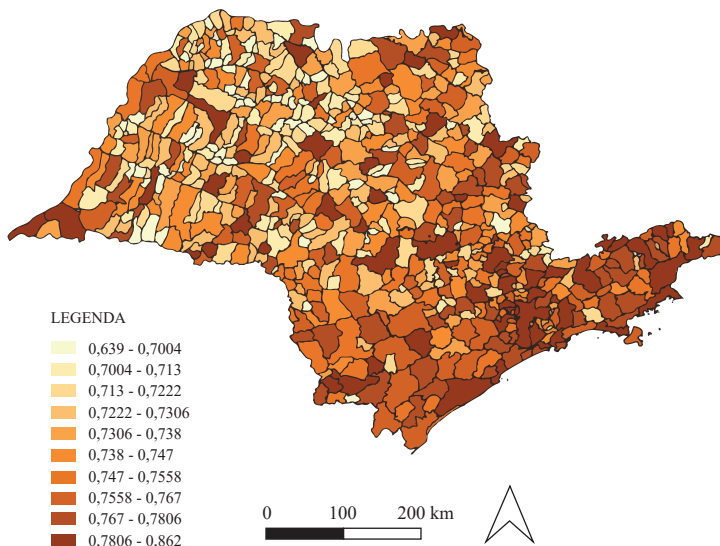 LEGENDA
0,639 - 0,7004
0,7004 - 0,713
0,713 - 0,7222
0,7222 - 0,7306
0,7306 - 0,738
0,738 - 0,747
0,747 - 0,7558
0,7558 - 0,767
0,767 - 0,7806
0,7806 - 0,862
0 100 200 km